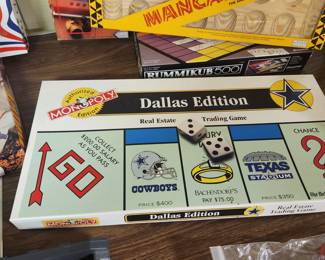 MANCALA
RUMMIKUB 500
Authorized
MONOPOLY
Edition
Dallas Edition
Real Estate
Trading Game
COLLECT
$200.00 SALARY
AS YOU PASS
GO
COWBOYS
PRICE $400
BACHENDORF'S
PAY $75.00
TEXAS
STADIUM
PRICE $350
CHANCE
MONOPOLY
Dallas Edition
Real Estate
Trading Game